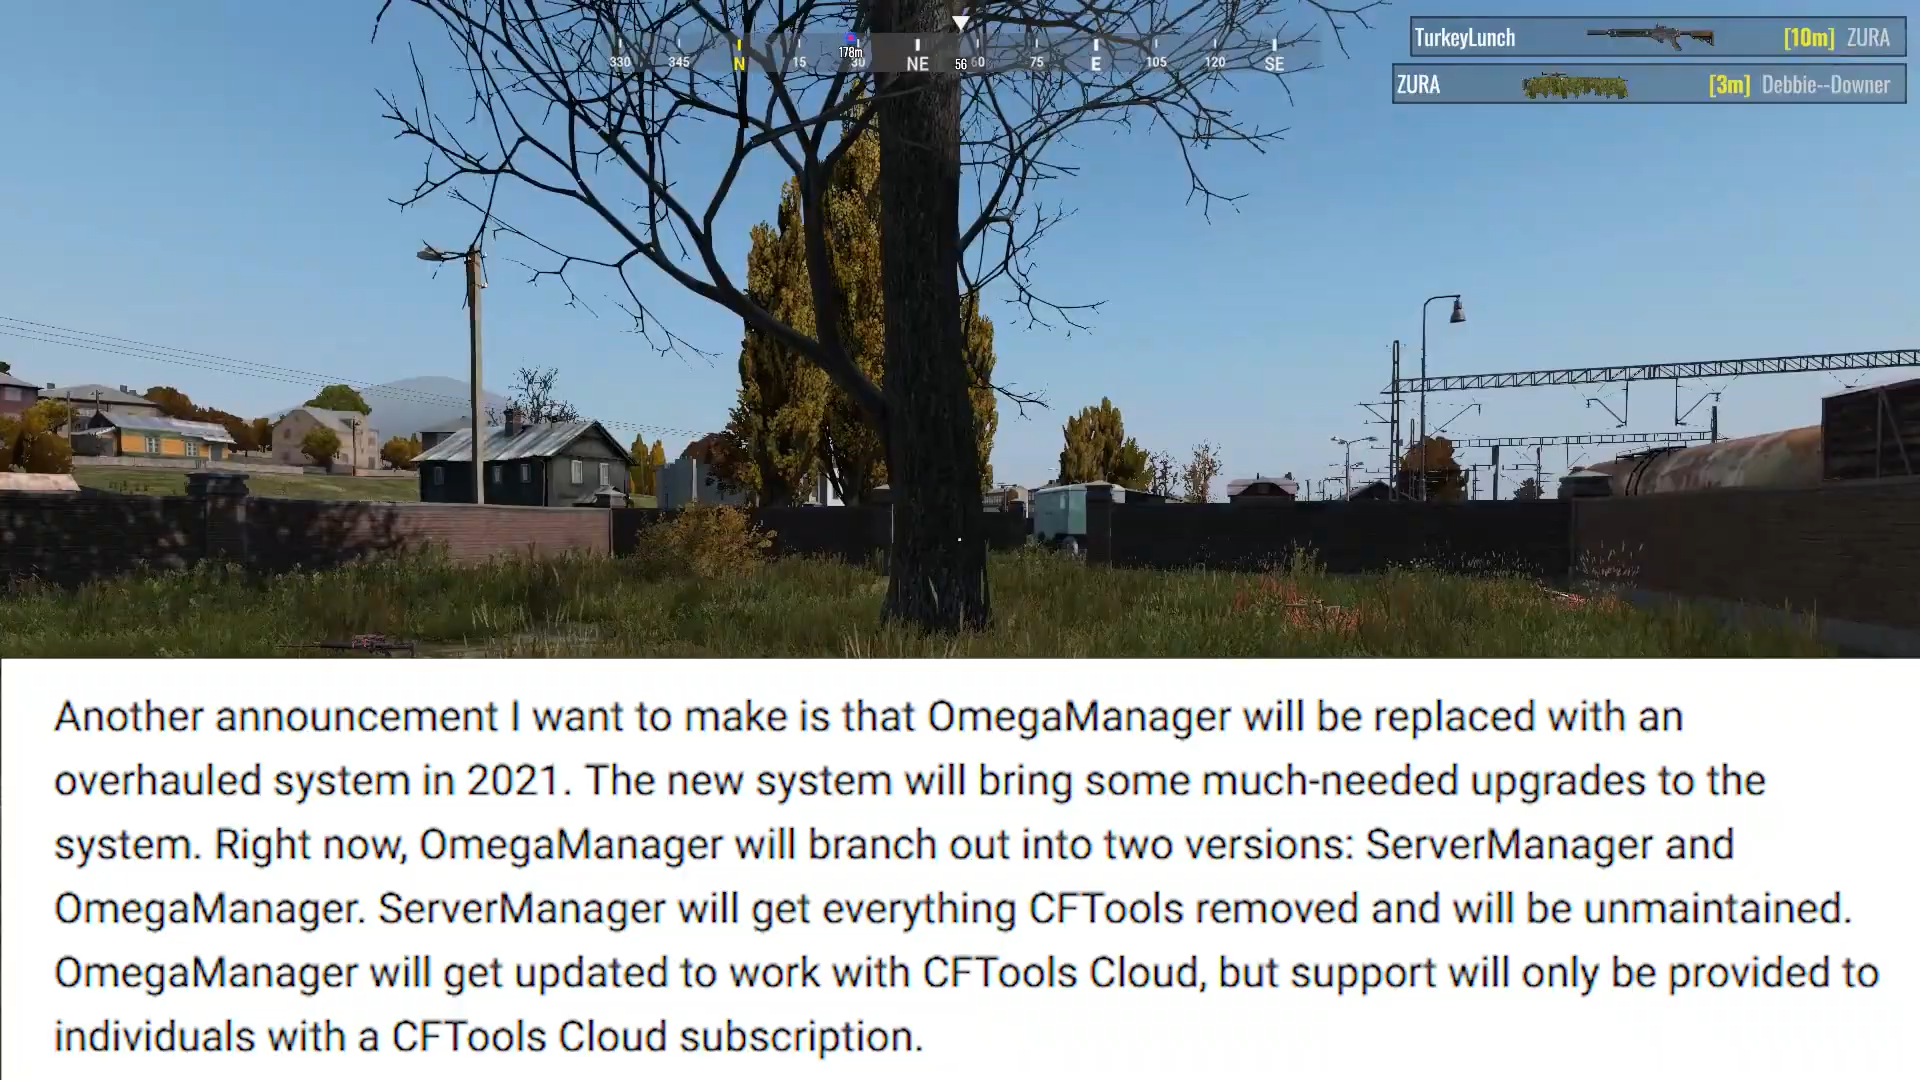 TurkeyLunch [10m] ZURA
ZURA [3m] Debbie--Downer
178m
330 345 N 15 30 NE 56 60 75 E 105 120 SE
Another announcement I want to make is that OmegaManager will be replaced with an
overhauled system in 2021. The new system will bring some much-needed upgrades to the
system. Right now, OmegaManager will branch out into two versions: ServerManager and
OmegaManager. ServerManager will get everything CFTools removed and will be unmaintained.
OmegaManager will get updated to work with CFTools Cloud, but support will only be provided to
individuals with a CFTools Cloud subscription.